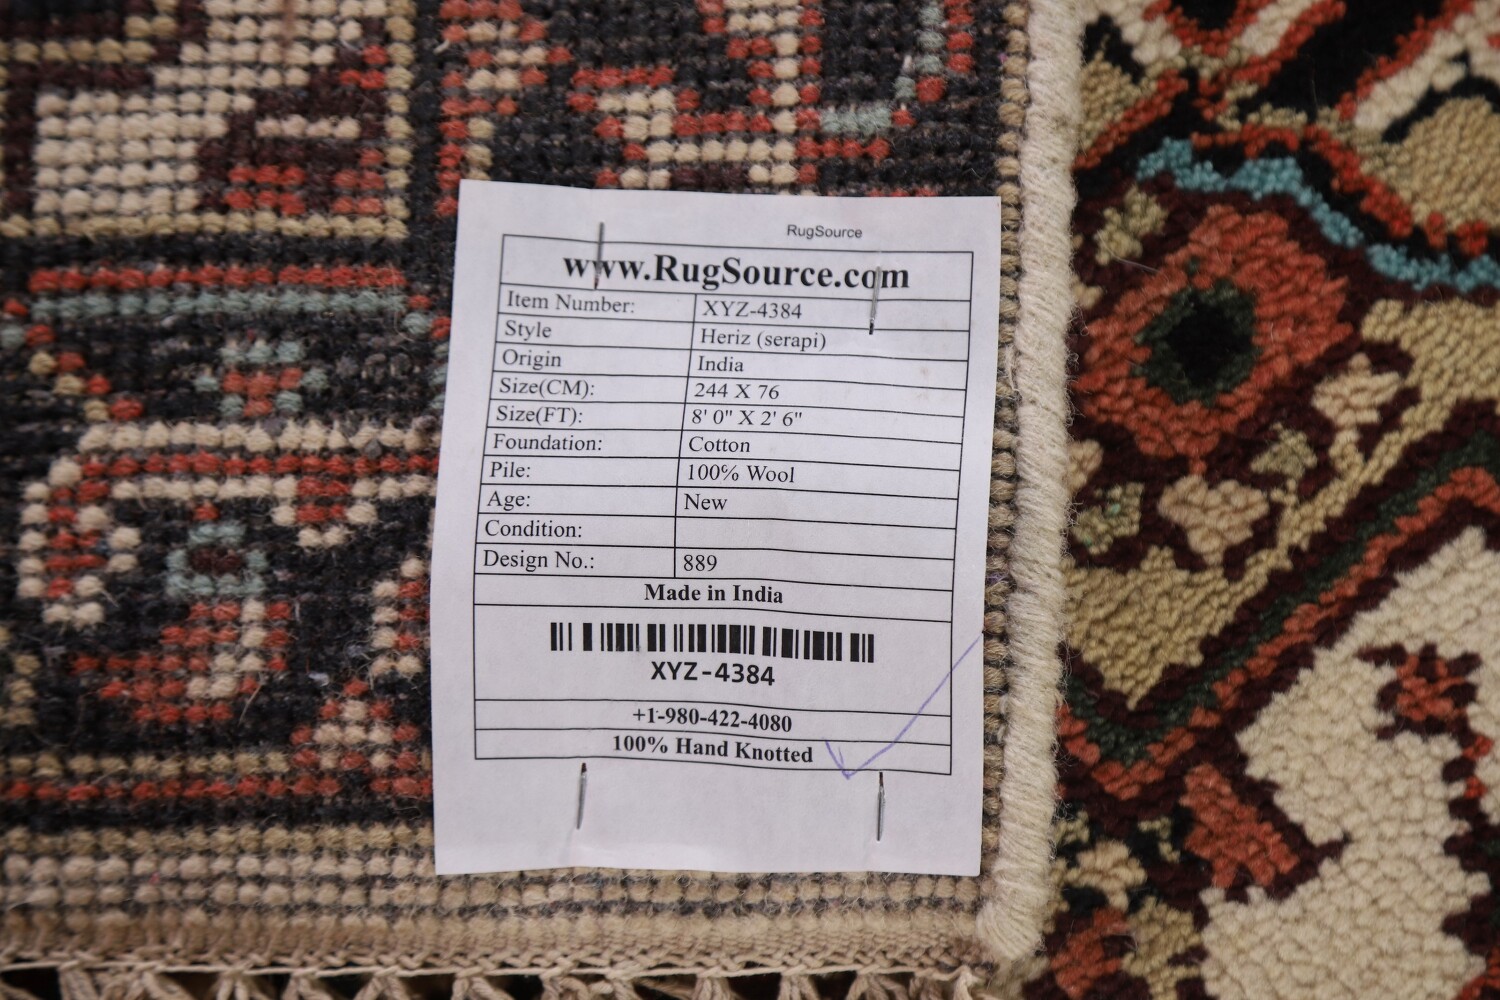 RugSource
www.RugSource.com
Item Number: XYZ-4384
Style Heriz (serapi)
Origin India
Size(CM): 244 X 76
Size(FT): 8' 0" X 2' 6"
Foundation: Cotton
Pile: 100% Wool
Age: New
Condition:
Design No.: 889
Made in India
XYZ-4384
+1-980-422-4080
100% Hand Knotted